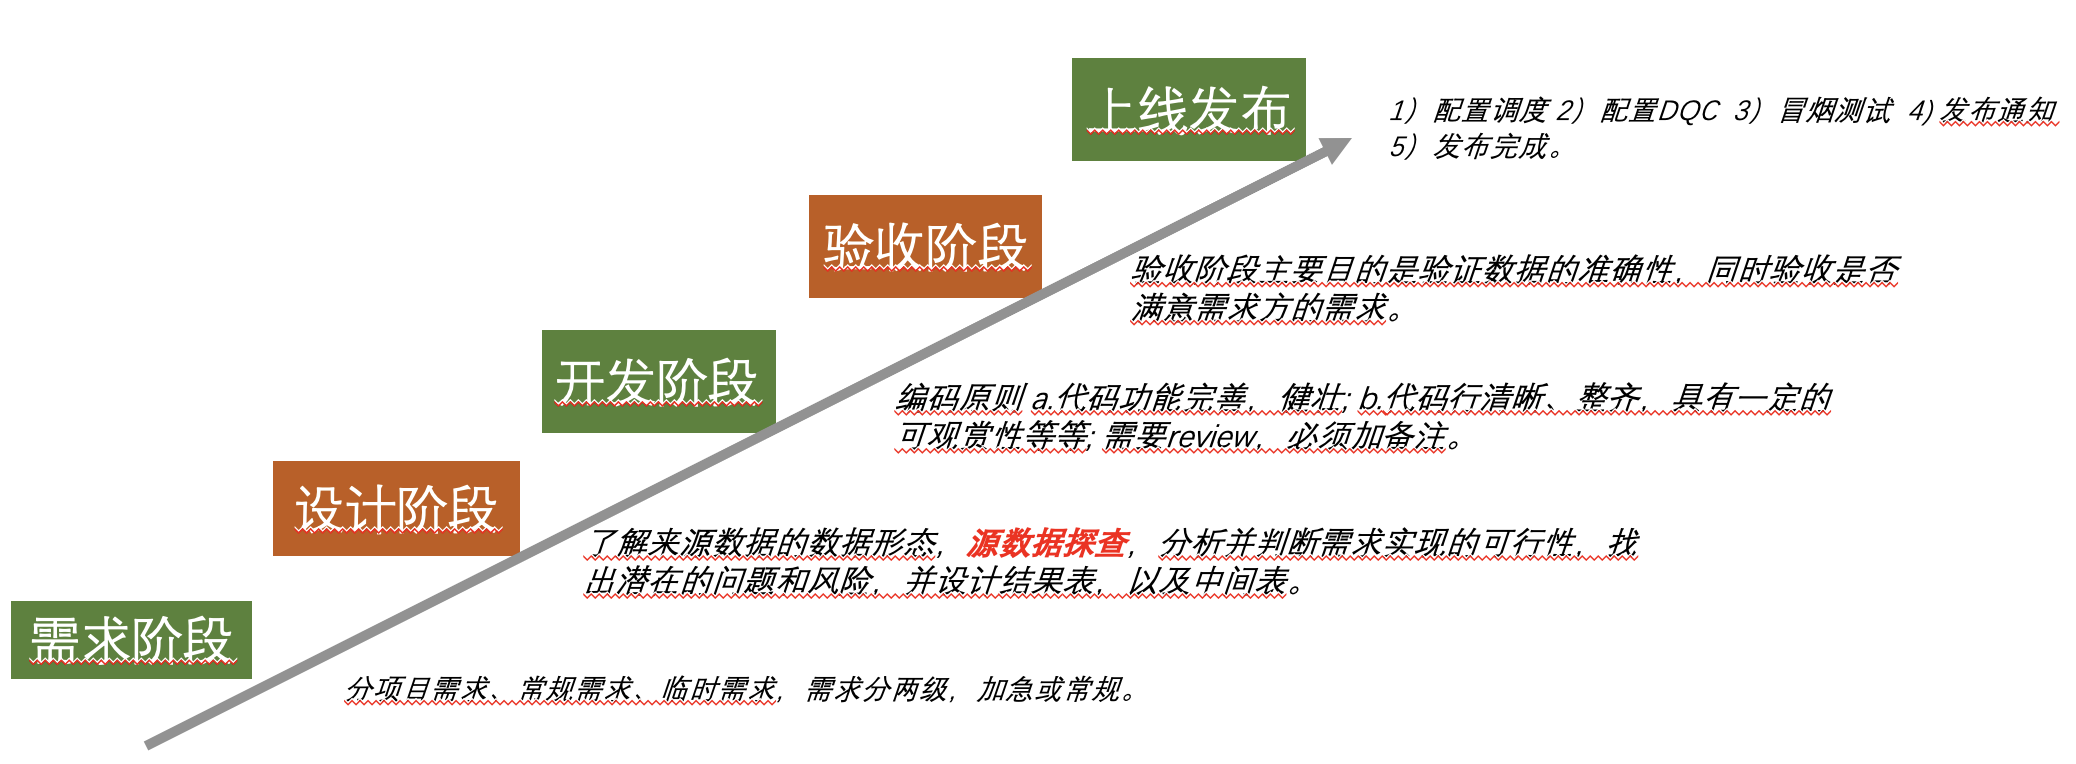 上线发布
1）配置调度 2）配置DQC 3）冒烟测试 4) 发布通知
5）发布完成。
验收阶段
验收阶段主要目的是验证数据的准确性，同时验收是否
满意需求方的需求。
开发阶段
编码原则 a.代码功能完善，健壮; b.代码行清晰、整齐，具有一定的
可观赏性等等; 需要review，必须加备注。
设计阶段
了解来源数据的数据形态，源数据探查，分析并判断需求实现的可行性，找
出潜在的问题和风险，并设计结果表，以及中间表。
需求阶段
分项目需求、常规需求、临时需求，需求分两级，加急或常规。